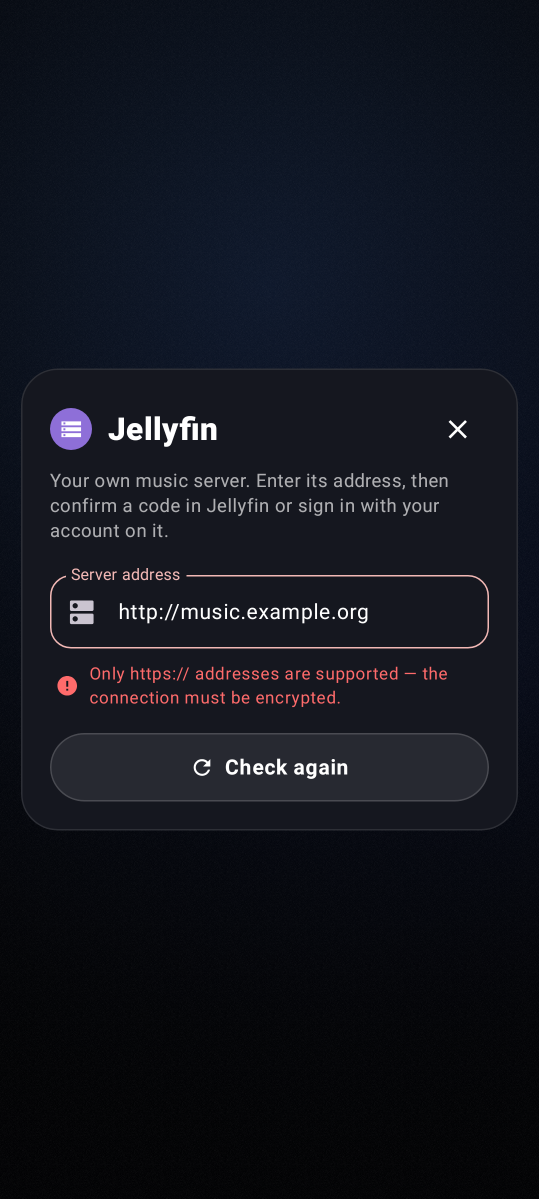 Jellyfin
Your own music server. Enter its address, then
confirm a code in Jellyfin or sign in with your
account on it.
Server address
http://music.example.org
Only https:// addresses are supported — the
connection must be encrypted.
Check again